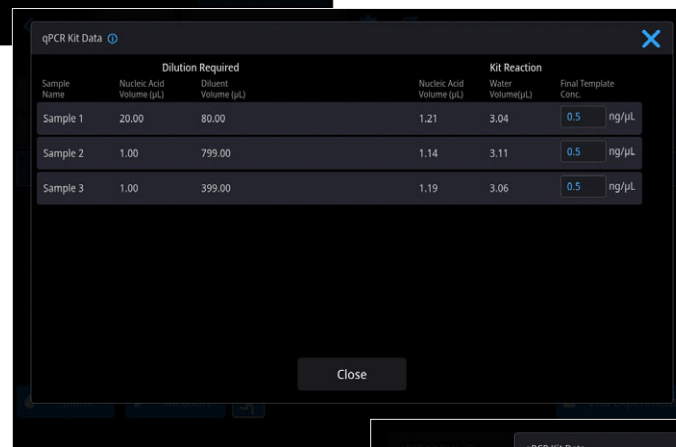 qPCR Kit Data
Dilution Required Kit Reaction
Sample Name Nucleic Acid Volume (µL) Diluent Volume (µL) Nucleic Acid Volume (µL) Water Volume(µL) Final Template Conc.
Sample 1 20.00 80.00 1.21 3.04 0.5 ng/µL
Sample 2 1.00 799.00 1.14 3.11 0.5 ng/µL
Sample 3 1.00 399.00 1.19 3.06 0.5 ng/µL
Close